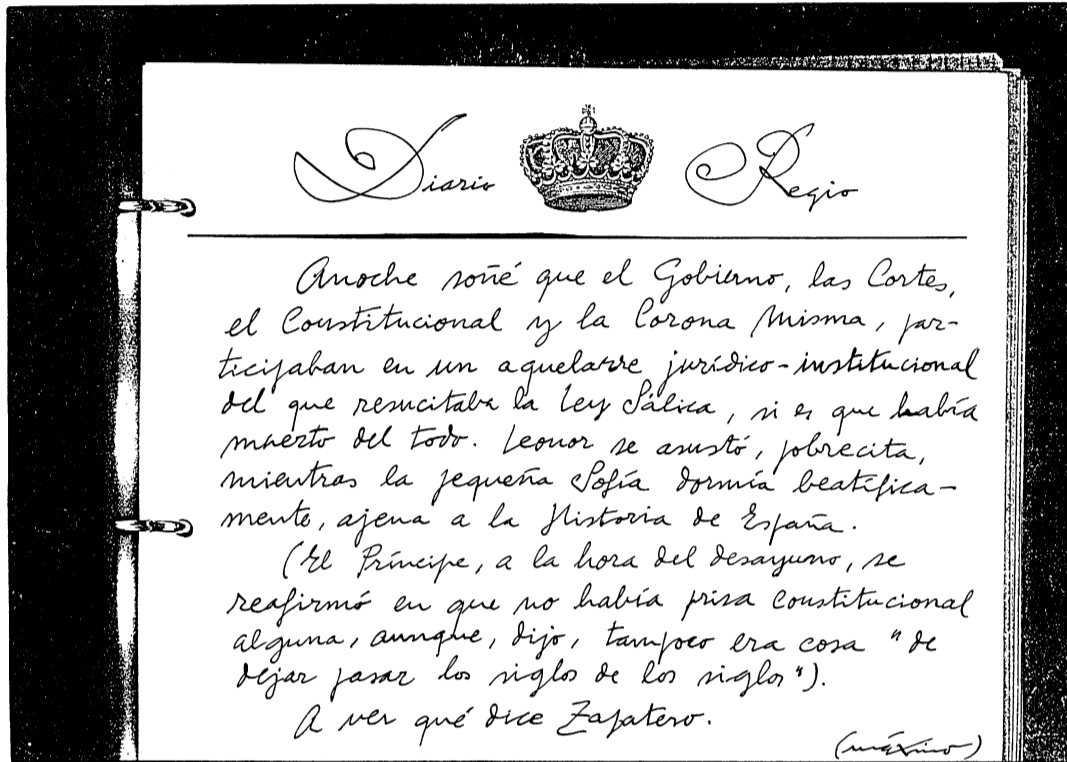 Diario Regio
Anoche soñé que el Gobierno, las Cortes,
el Constitucional y la Corona misma, par-
ticipaban en un aquelarre jurídico-institucional
del que resucitaba la Ley Sálica, si es que había
muerto del todo. Leonor se asustó, pobrecita,
mientras la pequeña Sofía dormía beatífica-
mente, ajena a la Historia de España.
(El Príncipe, a la hora del desayuno, se
reafirmó en que no había prisa constitucional
alguna, aunque, dijo, tampoco era cosa "de
dejar pasar los siglos de los siglos").
A ver qué dice Zapatero.
(máximo)